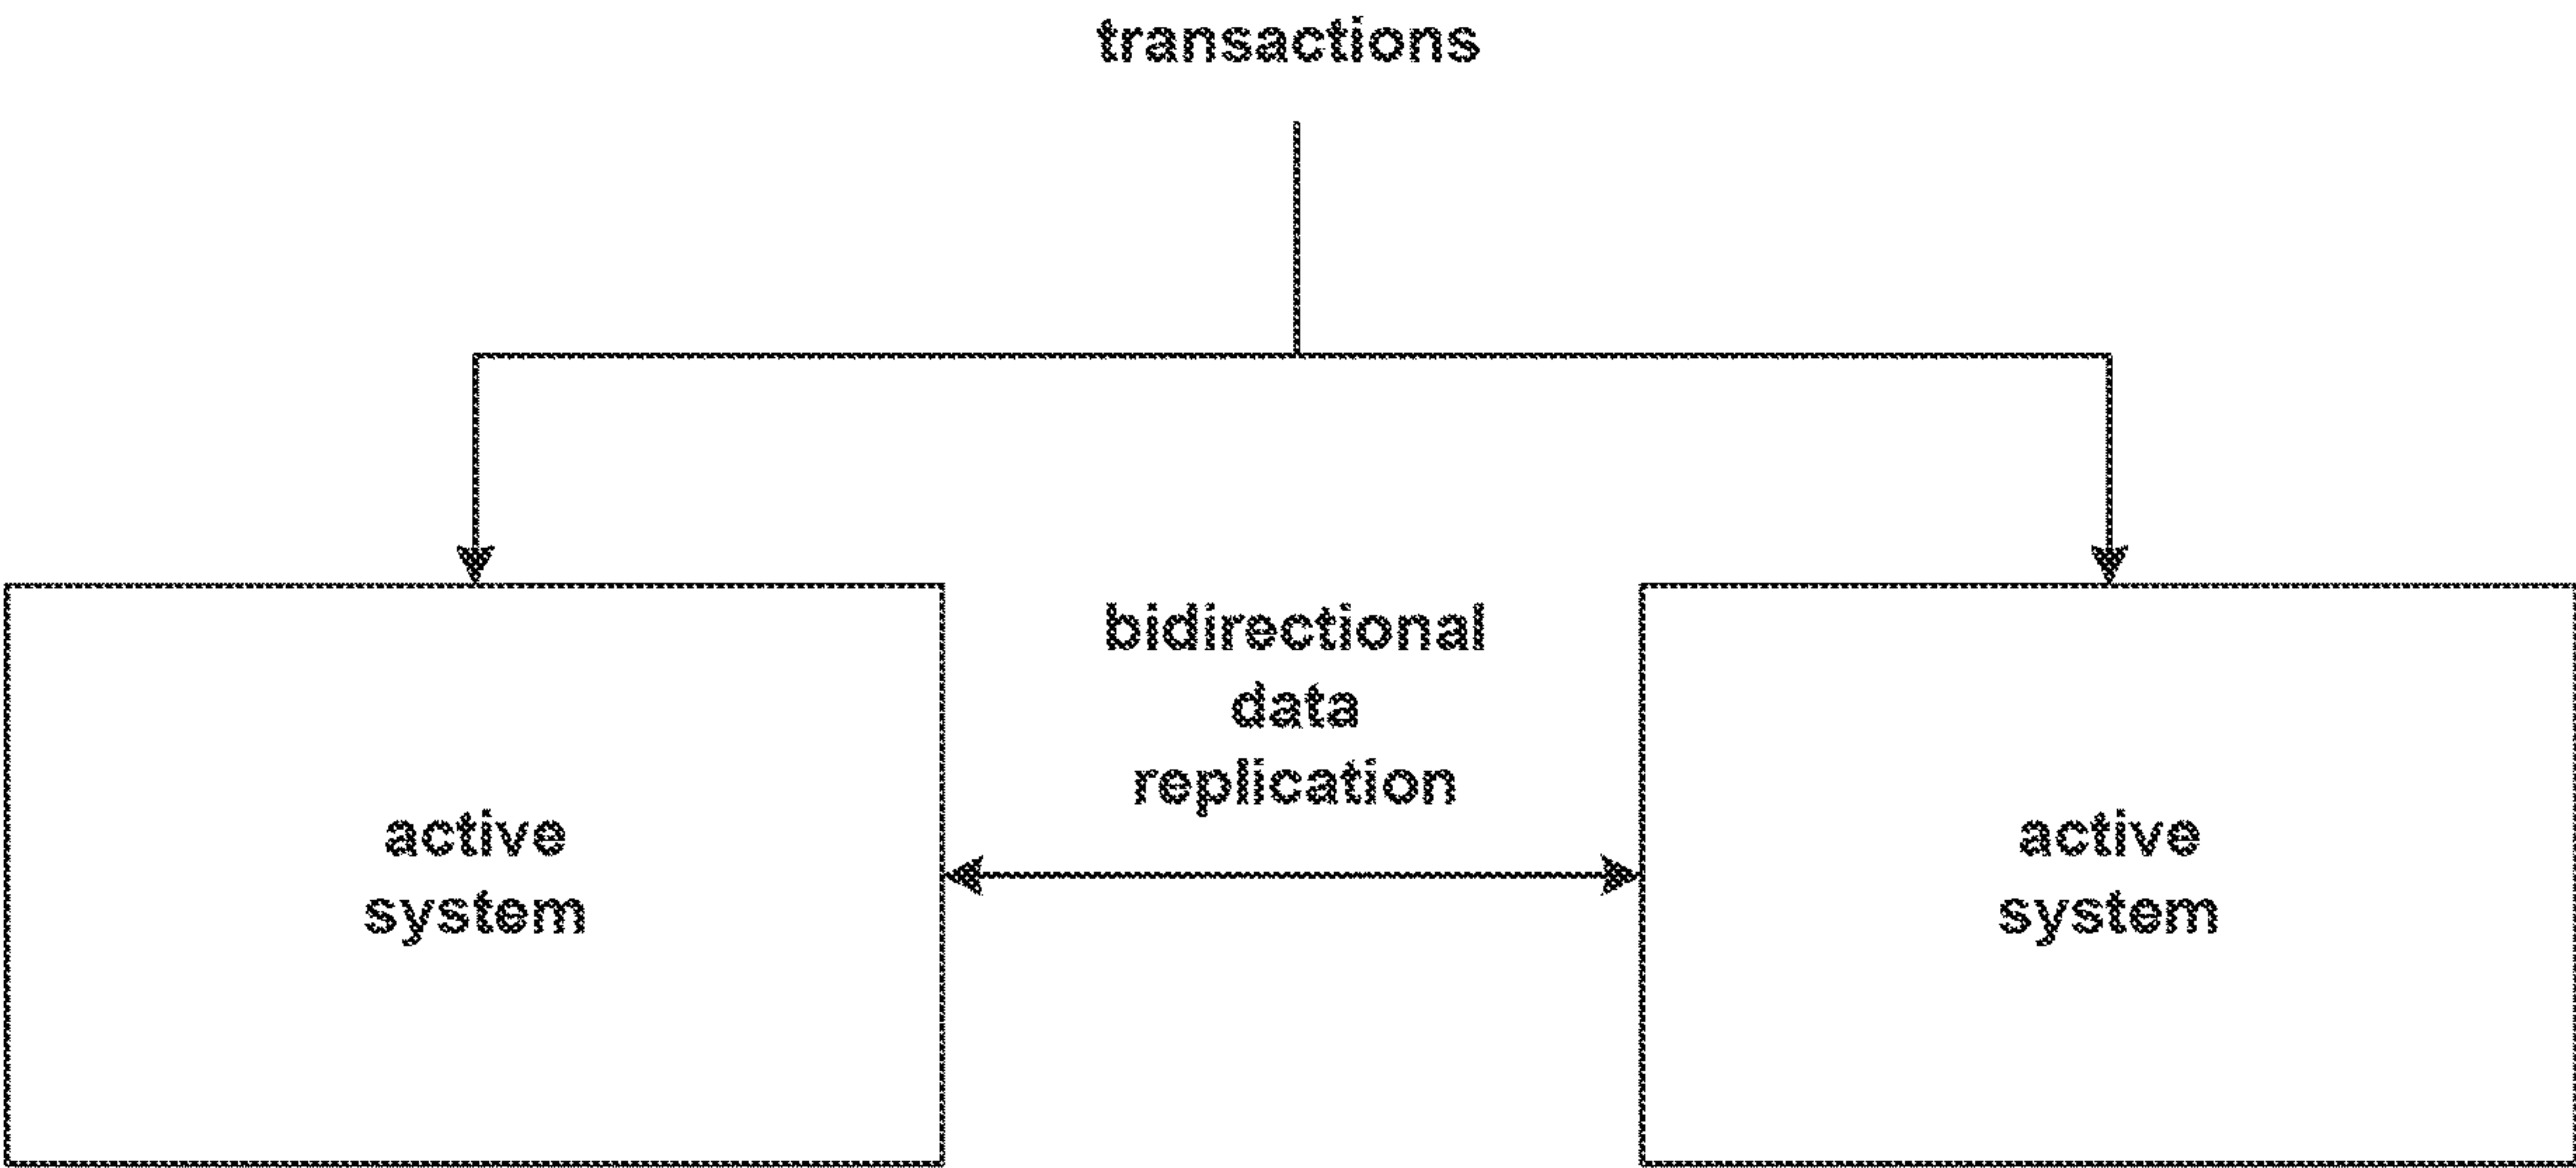 transactions
bidirectional
data
replication
active
system
active
system